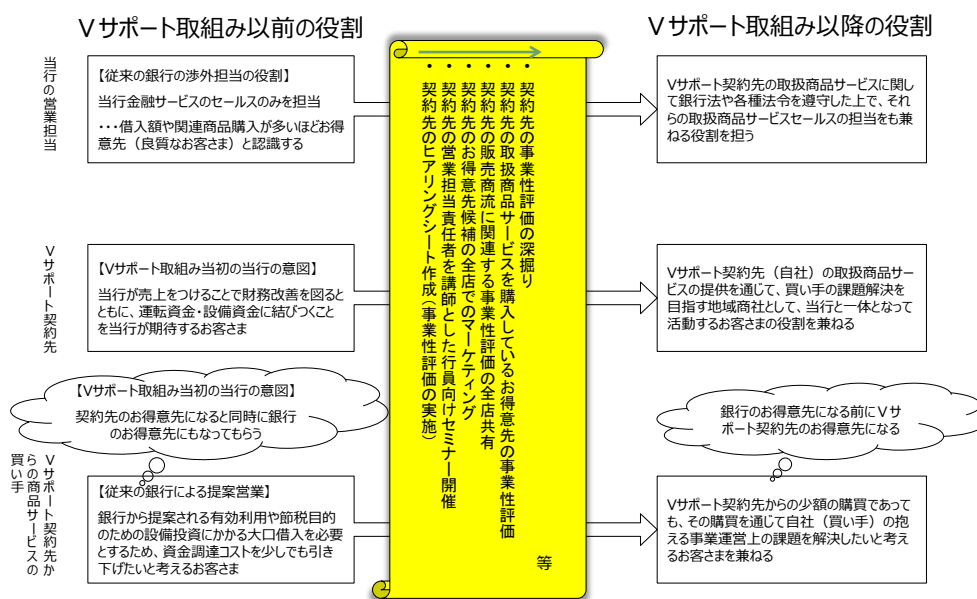 Ｖサポート取組み以前の役割
Ｖサポート取組み以降の役割
当行の営業担当
【従来の銀行の渉外担当の役割】
当行金融サービスのセールスのみを担当
・・・借入額や関連商品購入が多いほどお得
意先（良質なお客さま）と認識する
Ｖサポート契約先
【Ｖサポート取組み当初の当行の意図】
当行が売上をつけることで財務改善を図ると
ともに、運転資金・設備資金に結びつくこと
を当行が期待するお客さま
【Ｖサポート取組み当初の当行の意図】
契約先のお得意先になると同時に銀行
のお得意先にもなってもらう
Ｖサポート契約先か
らの商品サービスの
買い手
【従来の銀行による提案営業】
銀行から提案される有効利用や節税目的
のための設備投資にかかる大口借入を必要
とするため、資金調達コストを少しでも引き
下げたいと考えるお客さま
・契約先の事業性評価の深掘り
・契約先の取扱商品サービスを購入しているお得意先の事業性評価
・契約先の販売商流に関連する事業性評価の全店共有
・契約先のお得意先候補の全店でのマーケティング
・契約先の営業担当責任者を講師とした行員向けセミナー開催
・契約先のヒアリングシート作成（事業性評価の実施）
等
Ｖサポート契約先の取扱商品サービスに関し
て銀行法や各種法令を遵守した上で、それ
らの取扱商品サービスセールスの担当をも兼
ねる役割を担う
Ｖサポート契約先（自社）の取扱商品サー
ビスの提供を通じて、買い手の課題解決を
目指す地域商社として、当行と一体となって
活動するお客さまの役割を兼ねる
銀行のお得意先になる前にＶサ
ポート契約先のお得意先になる
Ｖサポート契約先からの少額の購買であって
も、その購買を通じて自社（買い手）の抱
える事業運営上の課題を解決したいと考え
るお客さまを兼ねる